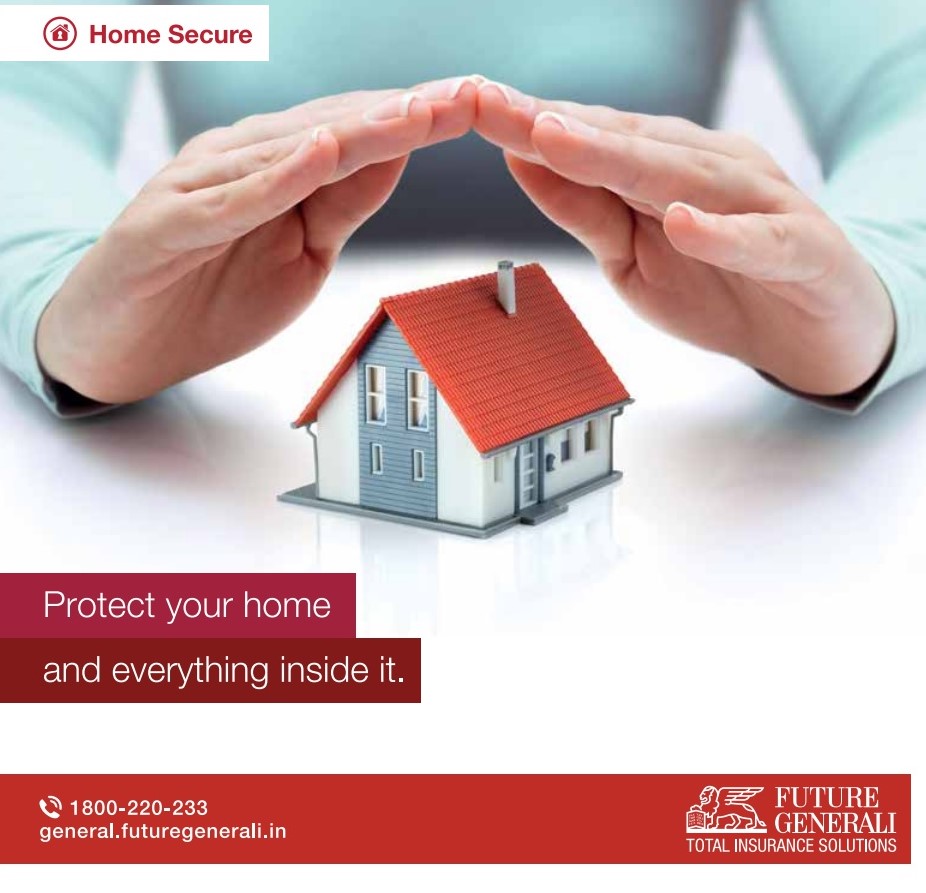 Home Secure
Protect your home
and everything inside it.
1800-220-233
general.futuregenerali.in
FUTURE
GENERALI
TOTAL INSURANCE SOLUTIONS